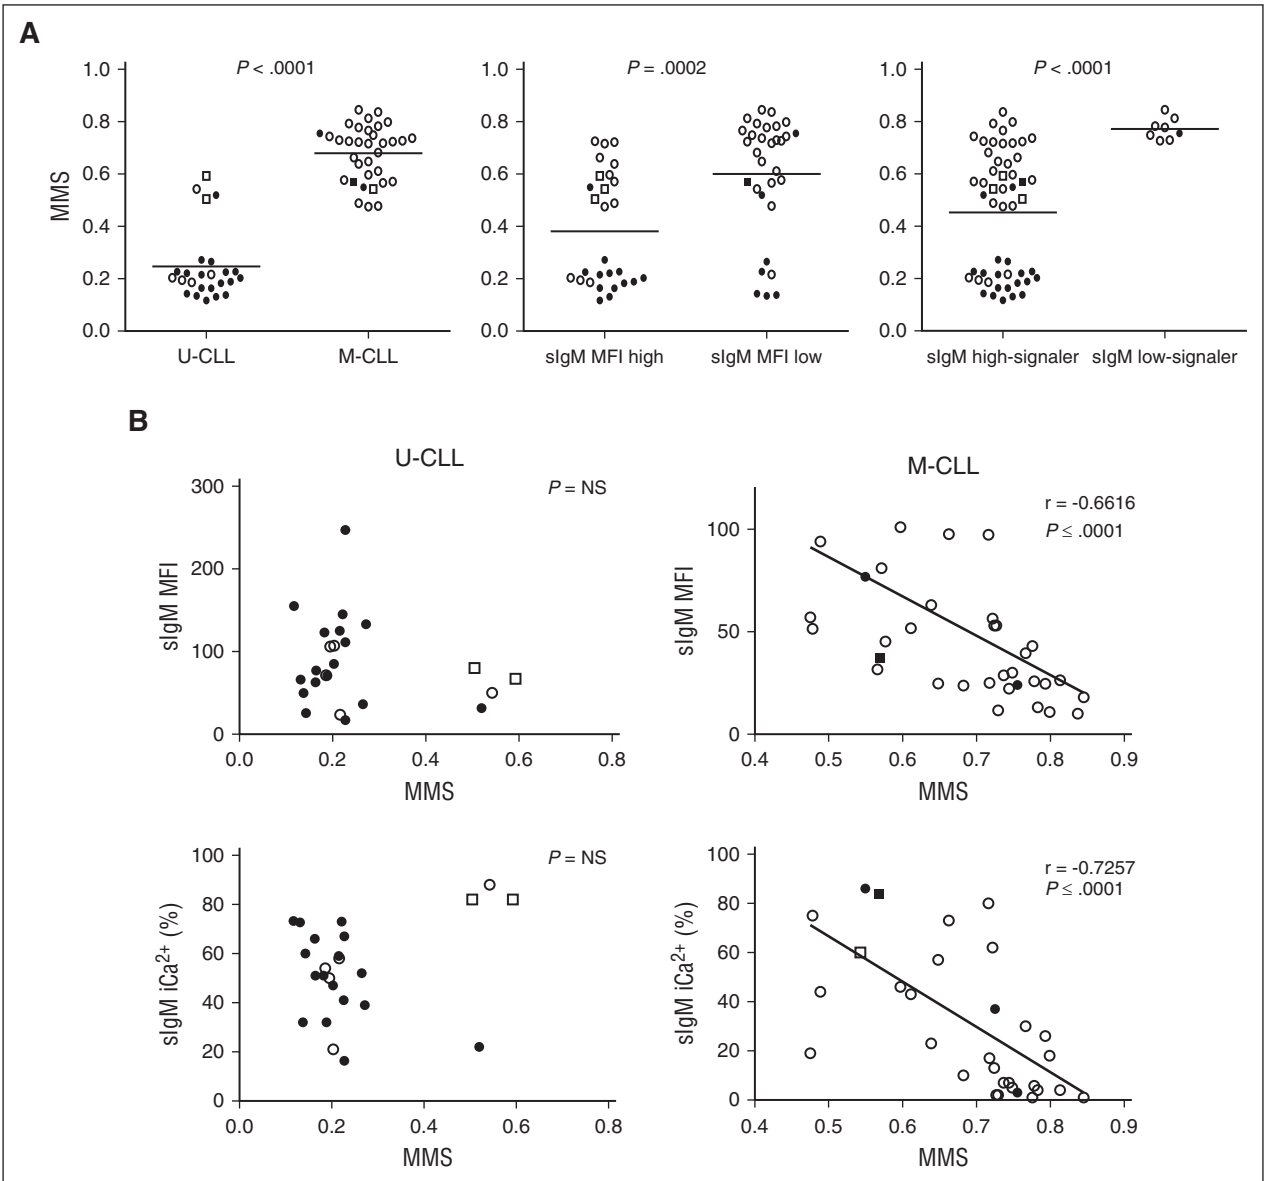 A
P < .0001
P = .0002
P < .0001
MMS
1.0
0.8
0.6
0.4
0.2
0.0
U-CLL
M-CLL
1.0
0.8
0.6
0.4
0.2
0.0
sIgM MFI high
sIgM MFI low
1.0
0.8
0.6
0.4
0.2
0.0
sIgM high-signaler
sIgM low-signaler
B
U-CLL
P = NS
sIgM MFI
300
200
100
0
0.0
0.2
0.4
0.6
0.8
MMS
M-CLL
r = -0.6616
P ≤ .0001
sIgM MFI
100
50
0
0.4
0.5
0.6
0.7
0.8
0.9
MMS
P = NS
sIgM iCa2+ (%)
100
80
60
40
20
0
0.0
0.2
0.4
0.6
0.8
MMS
r = -0.7257
P ≤ .0001
sIgM iCa2+ (%)
100
80
60
40
20
0
0.4
0.5
0.6
0.7
0.8
0.9
MMS